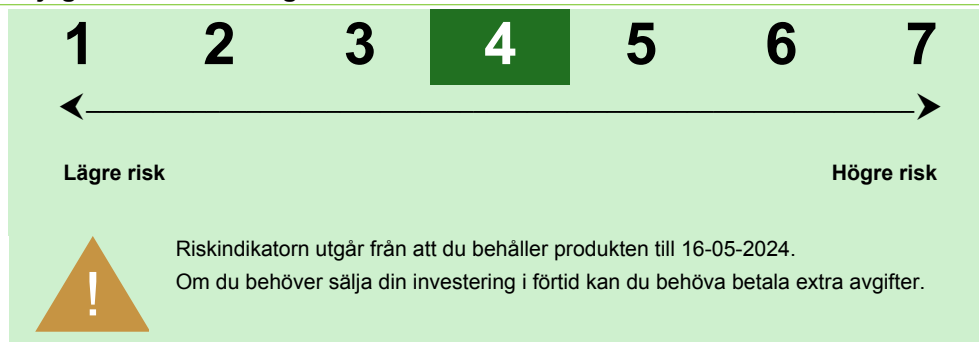 1 2 3 4 5 6 7
Lägre risk Högre risk
!
Riskindikatorn utgår från att du behåller produkten till 16-05-2024.
Om du behöver sälja din investering i förtid kan du behöva betala extra avgifter.